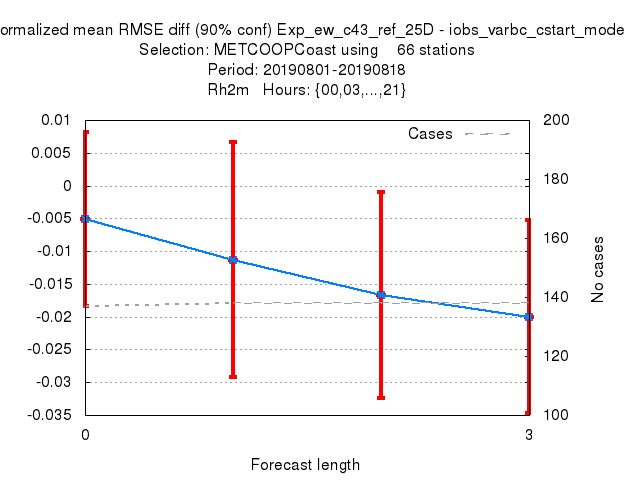 ormalized mean RMSE diff (90% conf) Exp_ew_c43_ref_25D - iobs_varbc_cstart_mode
Selection: METCOOPCoast using 66 stations
Period: 20190801-20190818
Rh2m Hours: {00,03,...,21}
Cases
0.01
0.005
0
-0.005
-0.01
-0.015
-0.02
-0.025
-0.03
-0.035
200
180
160
140
120
100
No cases
0
3
Forecast length